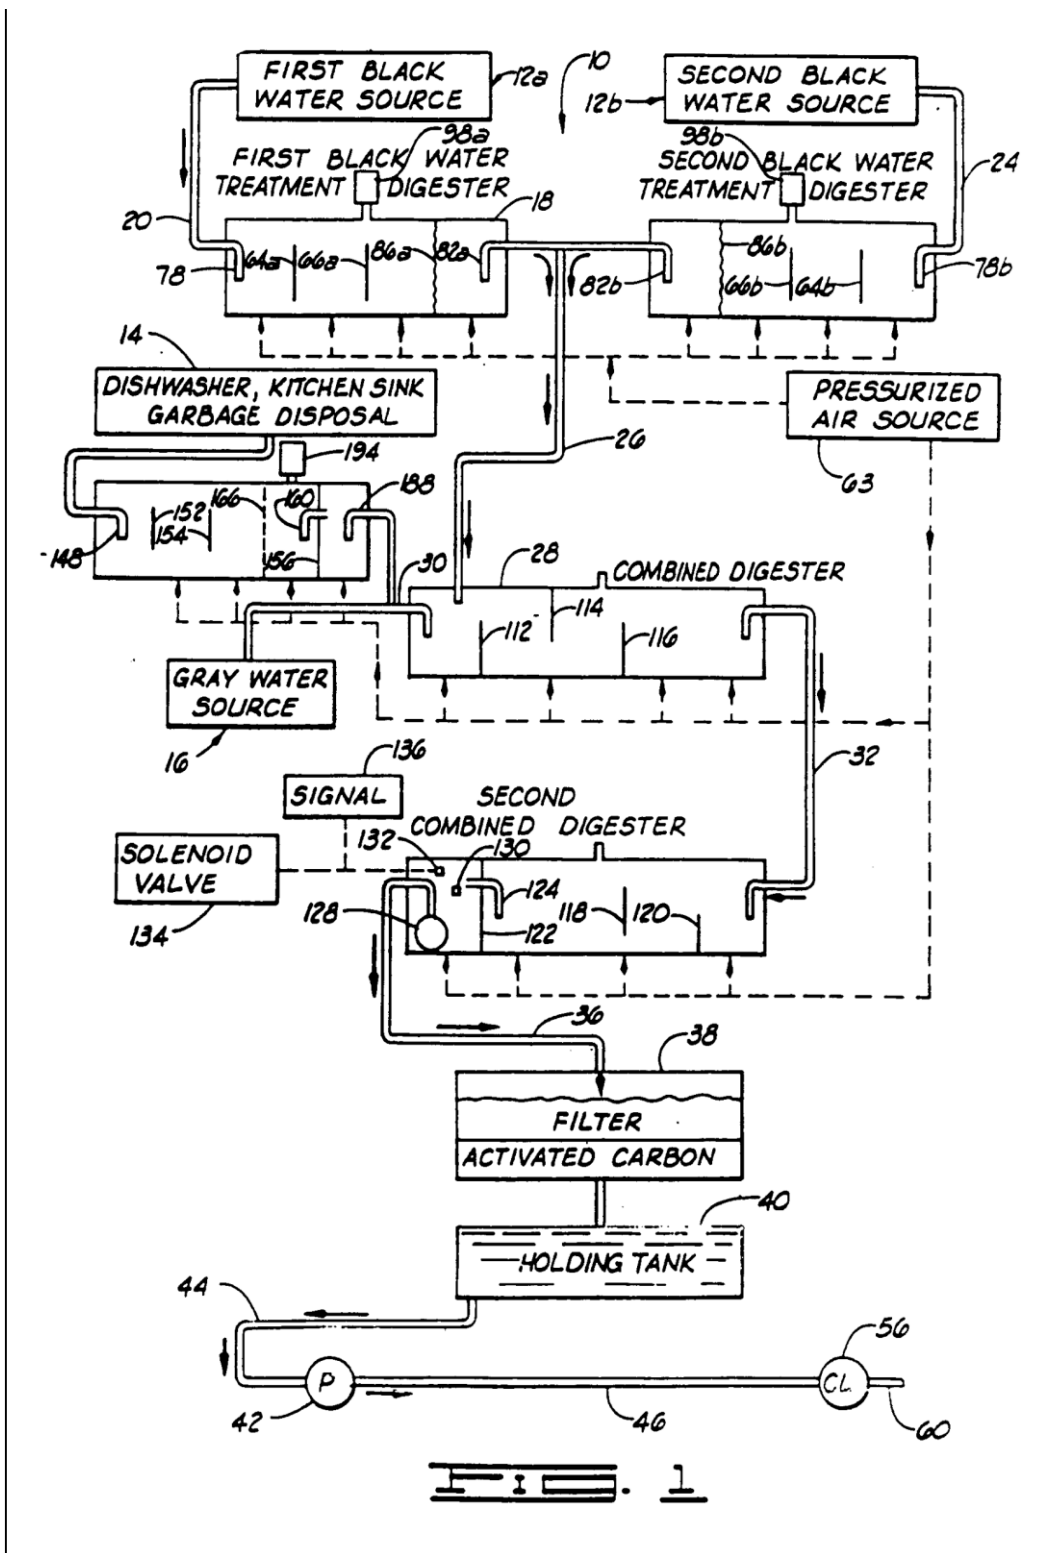 FIRST BLACK
WATER SOURCE
12a
10
SECOND BLACK
WATER SOURCE
12b
98a
FIRST BLACK WATER
TREATMENT DIGESTER
98b
SECOND BLACK WATER
TREATMENT DIGESTER
24
20
18
78
64a
66a
86a
82a
82b
86b
66b
64b
78b
14
DISHWASHER, KITCHEN SINK
GARBAGE DISPOSAL
PRESSURIZED
AIR SOURCE
63
26
194
166
160
188
152
154
148
156
30
28
COMBINED DIGESTER
114
112
116
GRAY WATER
SOURCE
16
32
136
SIGNAL
SECOND
COMBINED DIGESTER
132
130
SOLENOID
VALVE
134
128
124
122
118
120
36
38
FILTER
ACTIVATED CARBON
40
HOLDING TANK
44
56
P
CL
42
46
60
FIG. 1